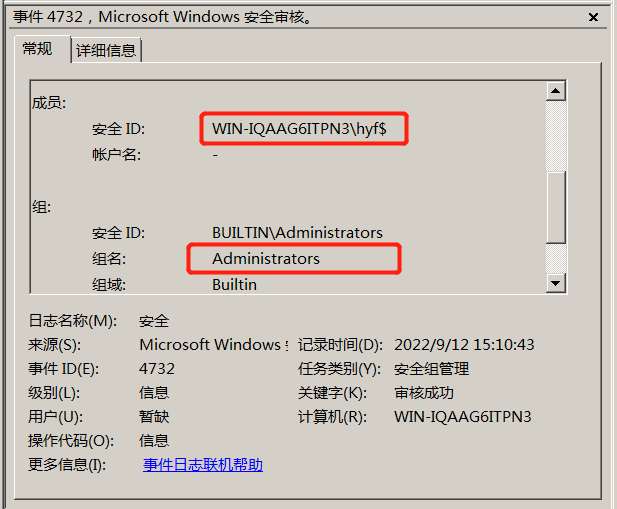 事件 4732，Microsoft Windows 安全审核。
常规 详细信息
成员:
安全 ID: WIN-IQAAG6ITPN3\hyf$
帐户名: -
组:
安全 ID: BUILTIN\Administrators
组名: Administrators
组域: Builtin
日志名称(M): 安全
来源(S): Microsoft Windows 安 记录时间(D): 2022/9/12 15:10:43
事件 ID(E): 4732 任务类别(Y): 安全组管理
级别(L): 信息 关键字(K): 审核成功
用户(U): 暂缺 计算机(R): WIN-IQAAG6ITPN3
操作代码(O): 信息
更多信息(I): 事件日志联机帮助